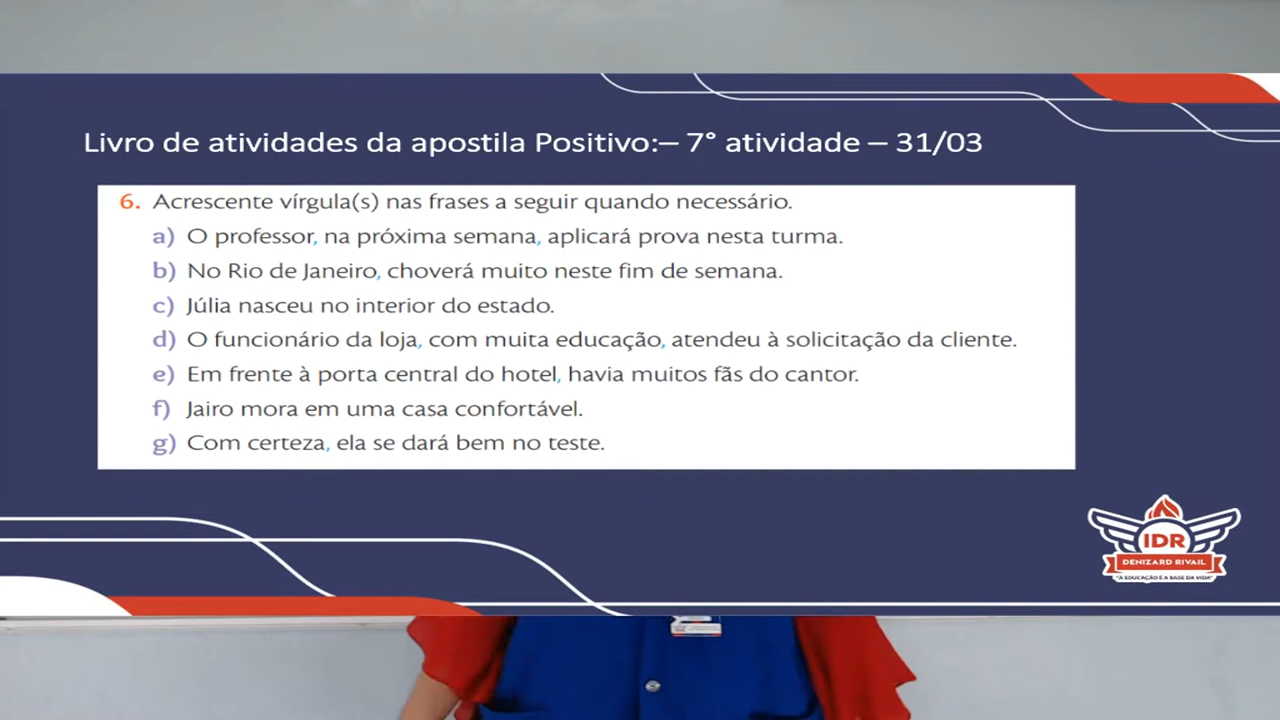 Livro de atividades da apostila Positivo:– 7° atividade – 31/03
6. Acrescente vírgula(s) nas frases a seguir quando necessário.
a) O professor, na próxima semana, aplicará prova nesta turma.
b) No Rio de Janeiro, choverá muito neste fim de semana.
c) Júlia nasceu no interior do estado.
d) O funcionário da loja, com muita educação, atendeu à solicitação da cliente.
e) Em frente à porta central do hotel, havia muitos fãs do cantor.
f) Jairo mora em uma casa confortável.
g) Com certeza, ela se dará bem no teste.
IDR
DENIZARD RIVAIL
"A EDUCAÇÃO É A BASE DA VIDA"